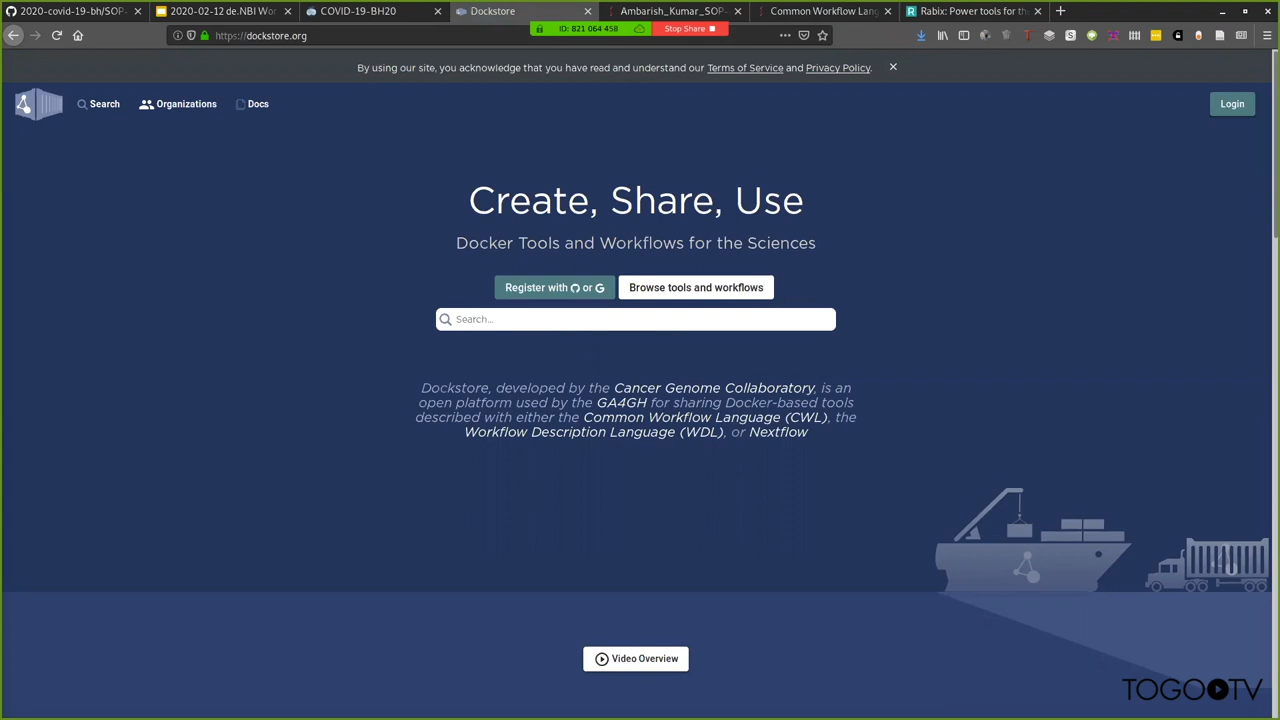 2020-covid-19-bh/SOP-
2020-02-12 de.NBI Wor
COVID-19-BH20
Dockstore
Ambarish_Kumar_SOP-
Common Workflow Lang
Rabix: Power tools for the
https://dockstore.org
ID: 821 064 458
Stop Share
By using our site, you acknowledge that you have read and understand our Terms of Service and Privacy Policy.
Search
Organizations
Docs
Login
Create, Share, Use
Docker Tools and Workflows for the Sciences
Register with or
Browse tools and workflows
Search...
Dockstore, developed by the Cancer Genome Collaboratory, is an
open platform used by the GA4GH for sharing Docker-based tools
described with either the Common Workflow Language (CWL), the
Workflow Description Language (WDL), or Nextflow
Video Overview
TOGOTV